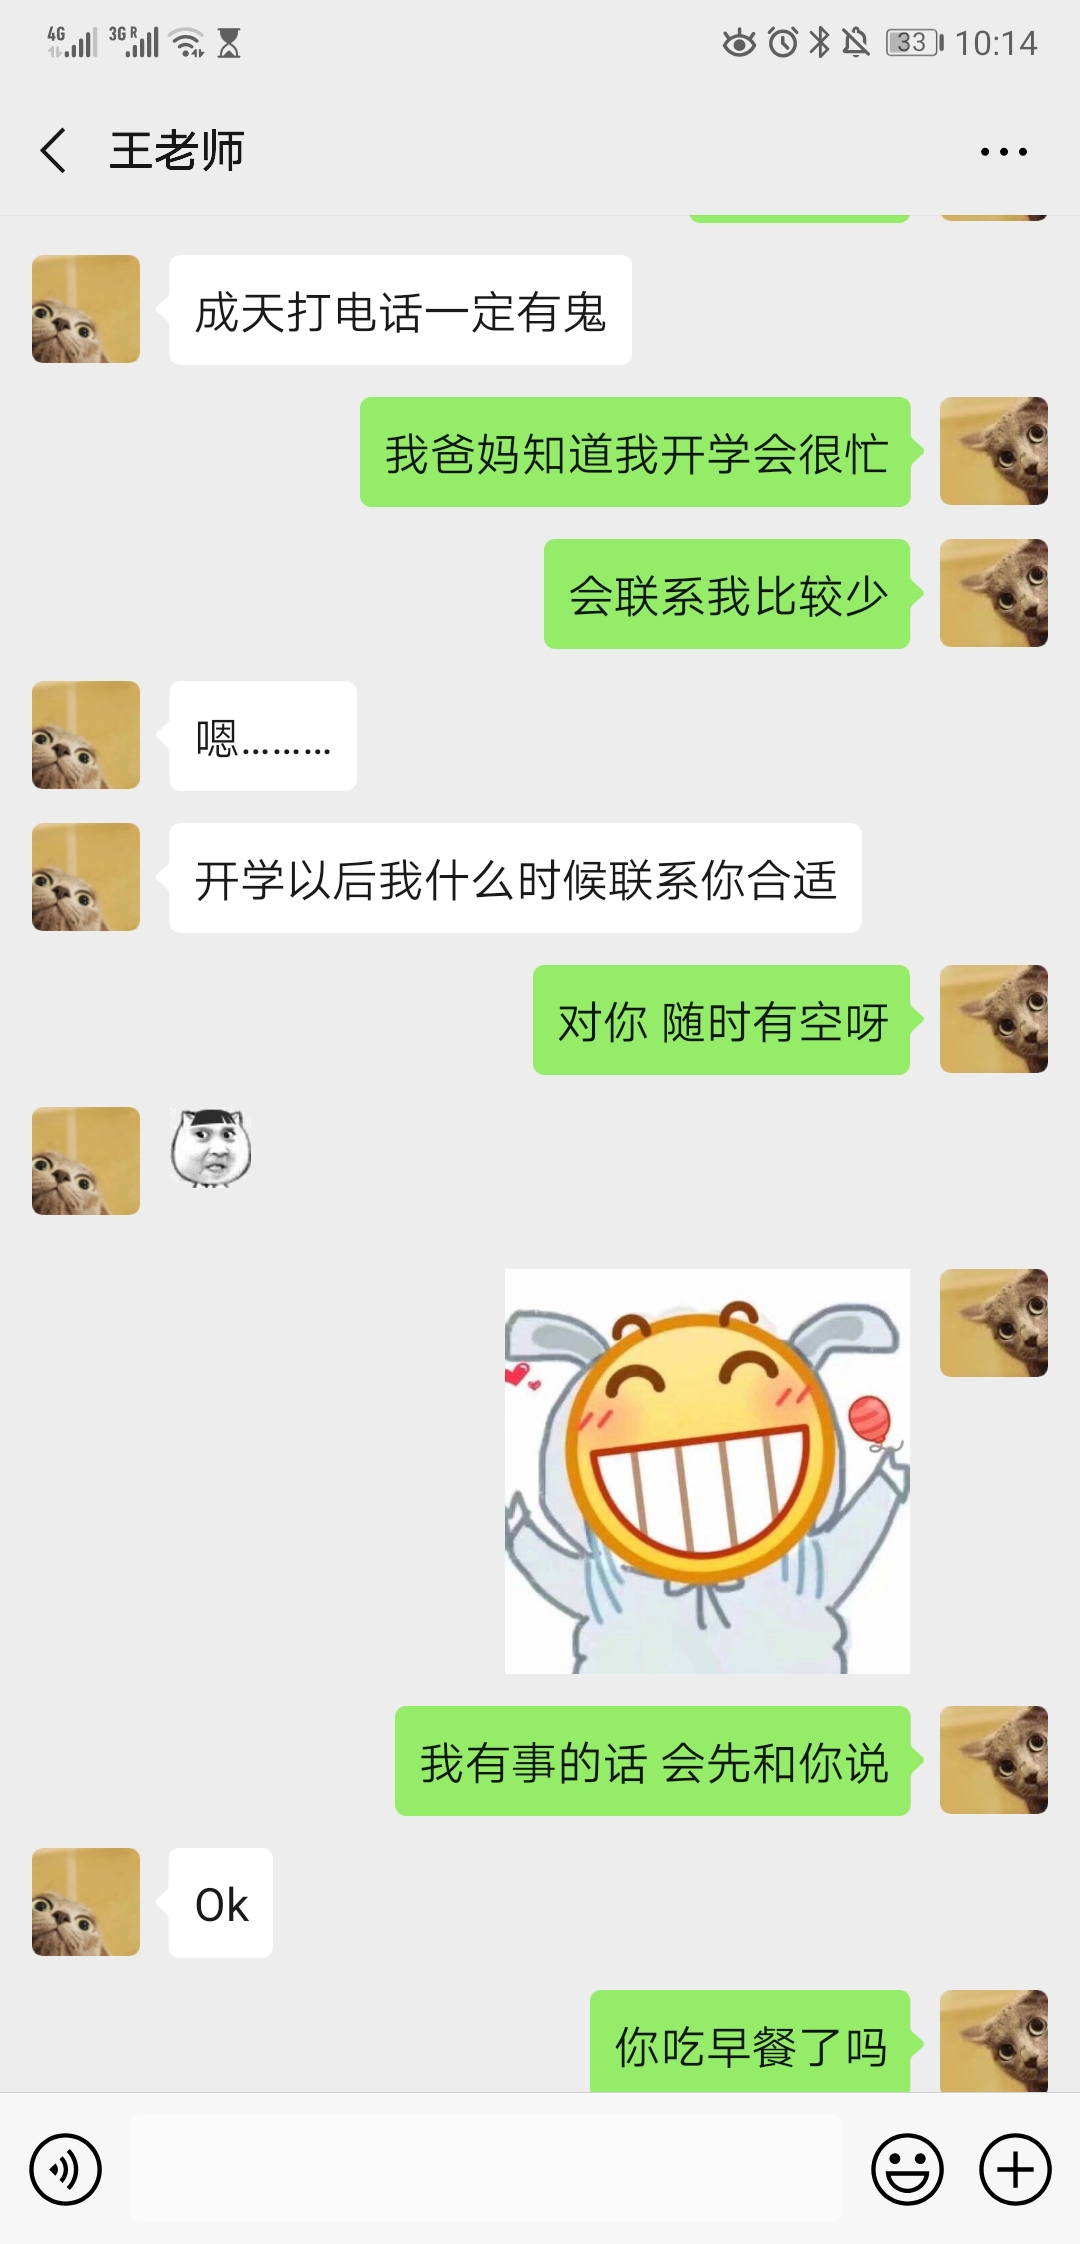 4G 3G R 33 10:14
王老师
成天打电话一定有鬼
我爸妈知道我开学会很忙
会联系我比较少
嗯………
开学以后我什么时候联系你合适
对你 随时有空呀
我有事的话 会先和你说
Ok
你吃早餐了吗